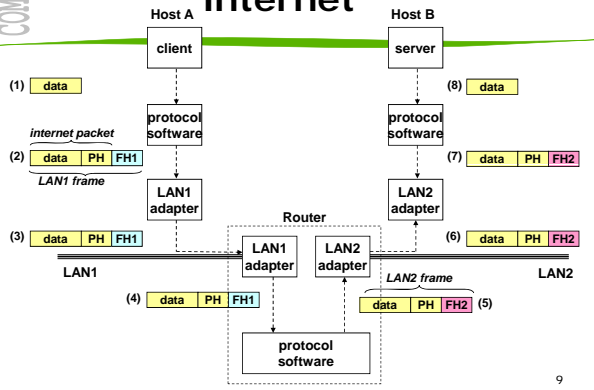 COM
Internet
Host A
Host B
client
server
(1) data
(8) data
protocol
software
protocol
software
internet packet
(2) data PH FH1
LAN1 frame
(7) data PH FH2
LAN1
adapter
LAN2
adapter
Router
(3) data PH FH1
(6) data PH FH2
LAN1
adapter
LAN2
adapter
LAN1
LAN2
LAN2 frame
(4) data PH FH1
data PH FH2 (5)
protocol
software
9